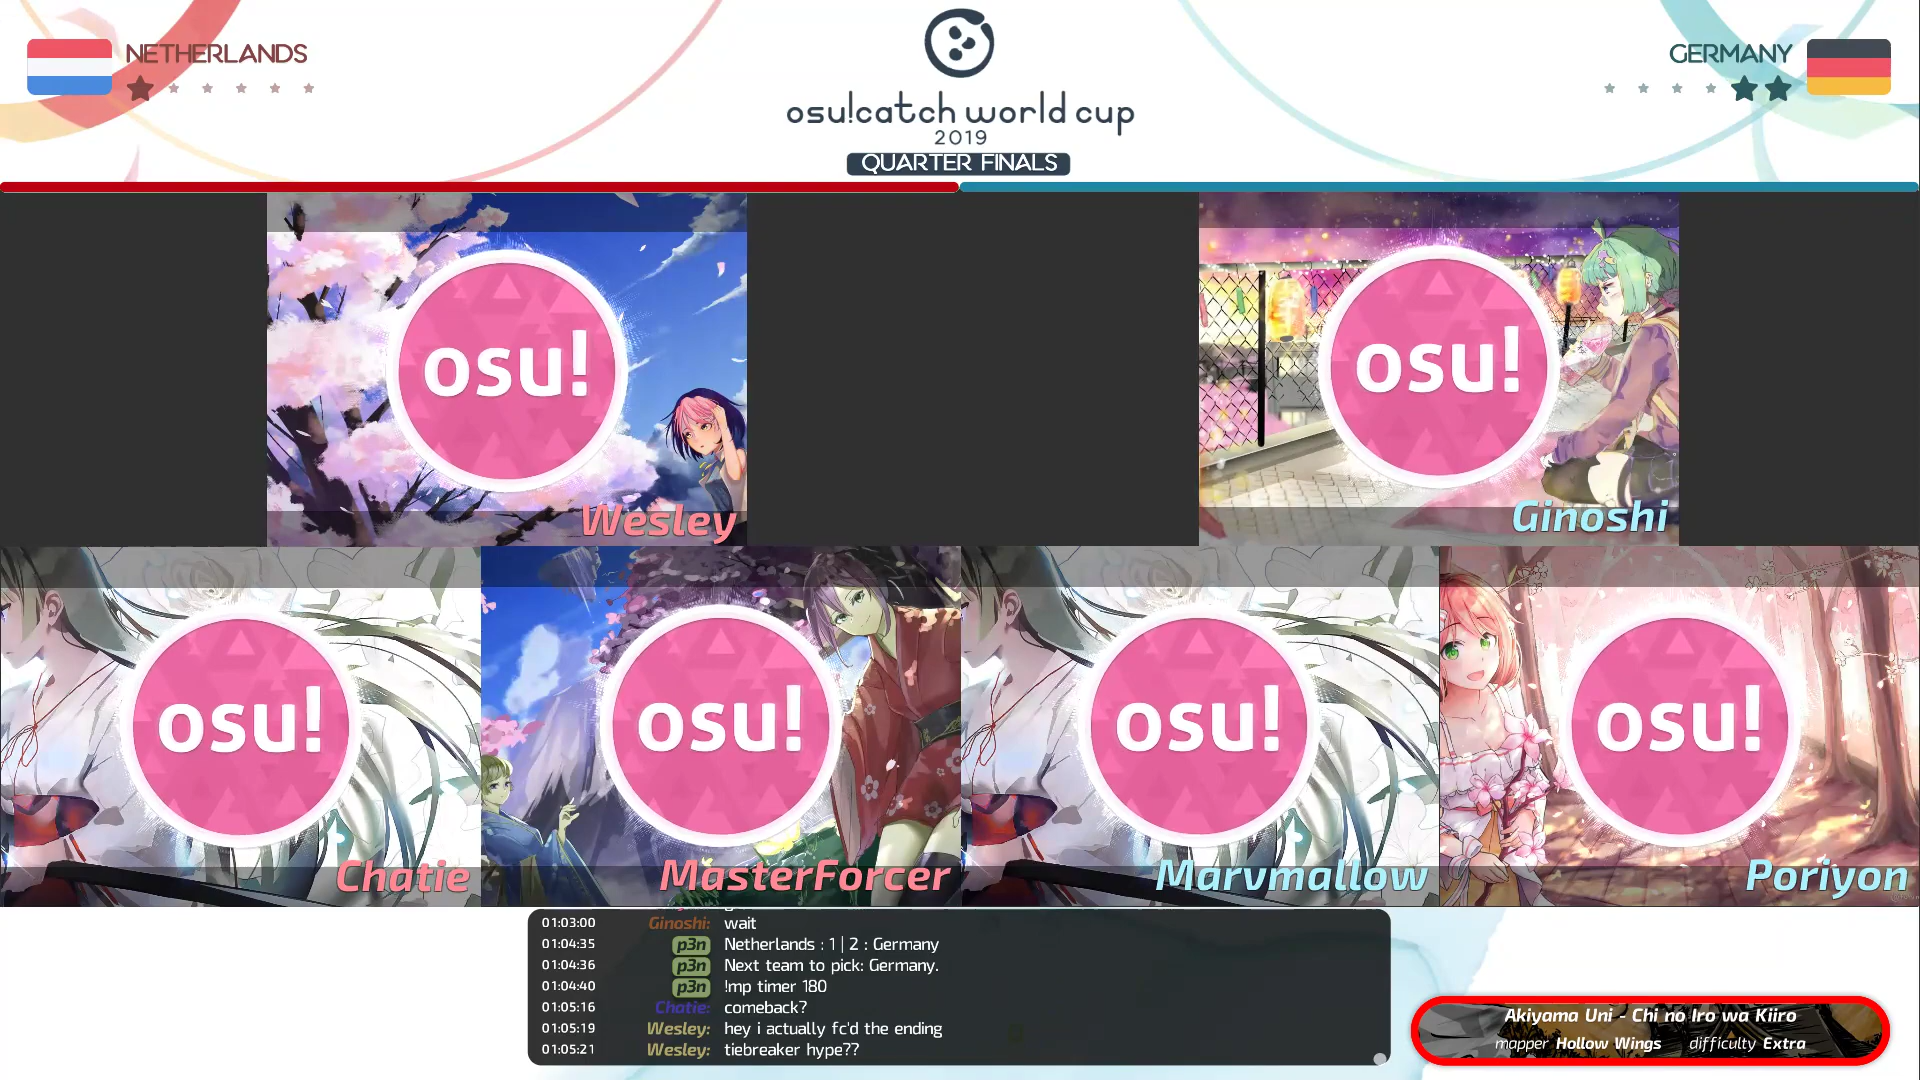 NETHERLANDS
GERMANY
osu!catch world cup
2019
QUARTER FINALS
osu!
Wesley
osu!
Ginoshi
osu!
Chatie
osu!
MasterForcer
osu!
Marvmallow
osu!
Poriyon
01:03:00 Ginoshi: wait
01:04:35 p3n Netherlands : 1 | 2 : Germany
01:04:36 p3n Next team to pick: Germany.
01:04:40 p3n !mp timer 180
01:05:16 Chatie: comeback?
01:05:19 Wesley: hey i actually fc'd the ending
01:05:21 Wesley: tiebreaker hype??
Akiyama Uni - Chi no Iro wa Kiiro
mapper Hollow Wings difficulty Extra